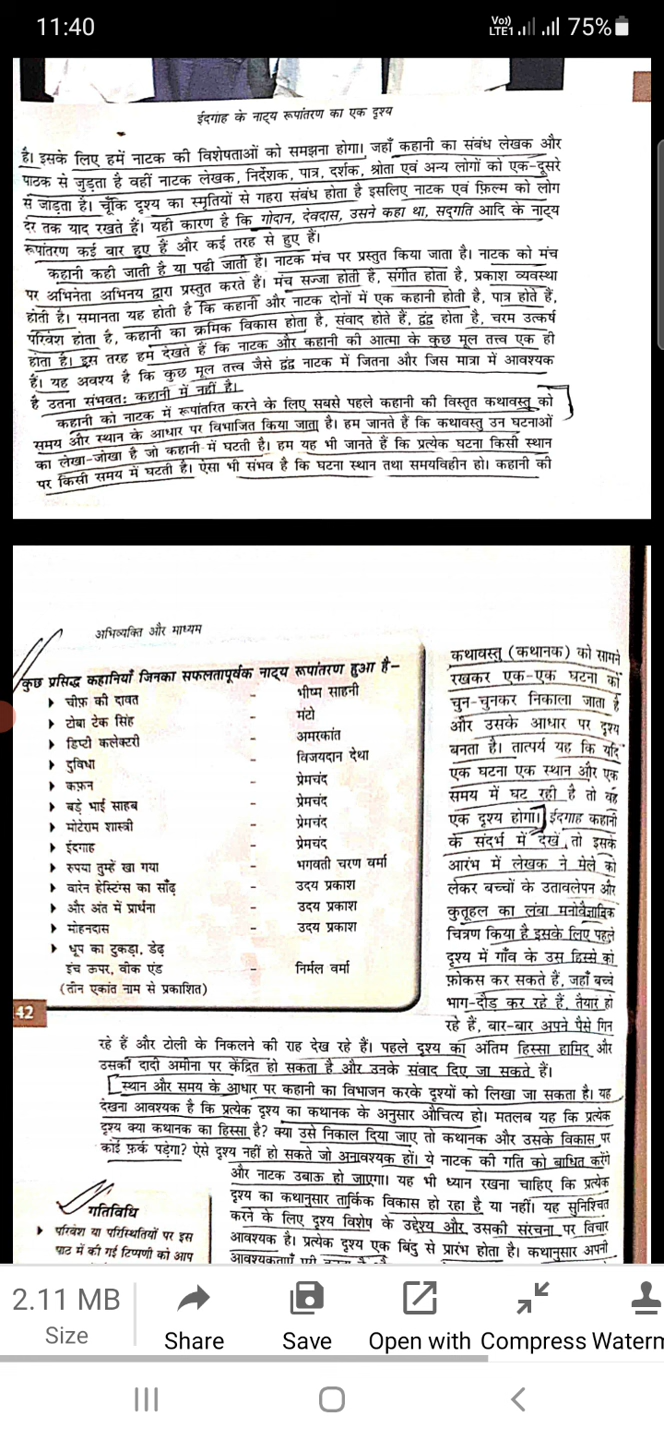 11:40
Vo))
LTE1
75%
ईदगाह के नाट्य रूपांतरण का एक दृश्य
है। इसके लिए हमें नाटक की विशेषताओं को समझना होगा। जहाँ कहानी का संबंध लेखक और
पाठक से जुड़ता है वहीं नाटक लेखक, निर्देशक, पात्र, दर्शक, श्रोता एवं अन्य लोगों को एक-दूसरे
से जोड़ता है। चूँकि दृश्य का स्मृतियों से गहरा संबंध होता है इसलिए नाटक एवं फ़िल्म को लोग
देर तक याद रखते हैं। यही कारण है कि गोदान, देवदास, उसने कहा था, सद्गति आदि के नाट्य
रूपांतरण कई बार हुए हैं और कई तरह से हुए हैं।
कहानी कही जाती है या पढ़ी जाती है। नाटक मंच पर प्रस्तुत किया जाता है। नाटक को मंच
पर अभिनेता अभिनय द्वारा प्रस्तुत करते हैं। मंच सज्जा होती है, संगीत होता है, प्रकाश व्यवस्था
होती है। समानता यह होती है कि कहानी और नाटक दोनों में एक कहानी होती है, पात्र होते हैं,
परिवेश होता है, कहानी का क्रमिक विकास होता है, संवाद होते हैं, द्वंद्व होता है, चरम उत्कर्ष
होता है। इस तरह हम देखते हैं कि नाटक और कहानी की आत्मा के कुछ मूल तत्त्व एक ही
हैं। यह अवश्य है कि कुछ मूल तत्त्व जैसे द्वंद्व नाटक में जितना और जिस मात्रा में आवश्यक
है उतना संभवतः कहानी में नहीं है।
कहानी को नाटक में रूपांतरित करने के लिए सबसे पहले कहानी की विस्तृत कथावस्तु को
समय और स्थान के आधार पर विभाजित किया जाता है। हम जानते हैं कि कथावस्तु उन घटनाओं
का लेखा-जोखा है जो कहानी में घटती है। हम यह भी जानते हैं कि प्रत्येक घटना किसी स्थान
पर किसी समय में घटती है। ऐसा भी संभव है कि घटना स्थान तथा समयविहीन हो। कहानी की
अभिव्यक्ति और माध्यम
कुछ प्रसिद्ध कहानियाँ जिनका सफलतापूर्वक नाट्य रूपांतरण हुआ है–
चीफ़ की दावत - भीष्म साहनी
टोबा टेक सिंह - मंटो
डिप्टी कलेक्टरी - अमरकांत
दुविधा - विजयदान देथा
कफ़न - प्रेमचंद
बड़े भाई साहब - प्रेमचंद
मोटेराम शास्त्री - प्रेमचंद
ईदगाह - प्रेमचंद
रुपया तुम्हें खा गया - भगवती चरण वर्मा
वारेन हेस्टिंग्स का साँढ़ - उदय प्रकाश
और अंत में प्रार्थना - उदय प्रकाश
मोहनदास - उदय प्रकाश
धूप का टुकड़ा, डेढ़
इंच ऊपर, वीक एंड - निर्मल वर्मा
(तीन एकांत नाम से प्रकाशित)
42
कथावस्तु (कथानक) को सामने
रखकर एक-एक घटना को
चुन-चुनकर निकाला जाता है
और उसके आधार पर दृश्य
बनता है। तात्पर्य यह कि यदि
एक घटना एक स्थान और एक
समय में घट रही है तो वह
एक दृश्य होगा। ईदगाह कहानी
के संदर्भ में देखें तो इसके
आरंभ में लेखक ने मेले को
लेकर बच्चों के उतावलेपन और
कुतूहल का लंबा मनोवैज्ञानिक
चित्रण किया है इसके लिए पहले
दृश्य में गाँव के उस हिस्से को
फ़ोकस कर सकते हैं, जहाँ बच्चे
भाग-दौड़ कर रहे हैं, तैयार हो
रहे हैं, बार-बार अपने पैसे गिन
रहे हैं और टोली के निकलने की राह देख रहे हैं। पहले दृश्य का अंतिम हिस्सा हामिद और
उसकी दादी अमीना पर केंद्रित हो सकता है और उनके संवाद दिए जा सकते हैं।
स्थान और समय के आधार पर कहानी का विभाजन करके दृश्यों को लिखा जा सकता है। यह
देखना आवश्यक है कि प्रत्येक दृश्य का कथानक के अनुसार औचित्य हो। मतलब यह कि प्रत्येक
दृश्य क्या कथानक का हिस्सा है? क्या उसे निकाल दिया जाए तो कथानक और उसके विकास पर
कोई फ़र्क पड़ेगा? ऐसे दृश्य नहीं हो सकते जो अनावश्यक हों। ये नाटक की गति को बाधित करेंगे
और नाटक उबाऊ हो जाएगा। यह भी ध्यान रखना चाहिए कि प्रत्येक
दृश्य का कथानुसार तार्किक विकास हो रहा है या नहीं। यह सुनिश्चित
करने के लिए दृश्य विशेष के उद्देश्य और उसकी संरचना पर विचार
आवश्यक है। प्रत्येक दृश्य एक बिंदु से प्रारंभ होता है। कथानुसार अपनी
आवश्यकताएँ पूरी
गतिविधि
परिवेश या परिस्थितियों पर इस
पाठ में की गई टिप्पणी को आप
2.11 MB
Size
Share
Save
Open with
Compress
Waterm